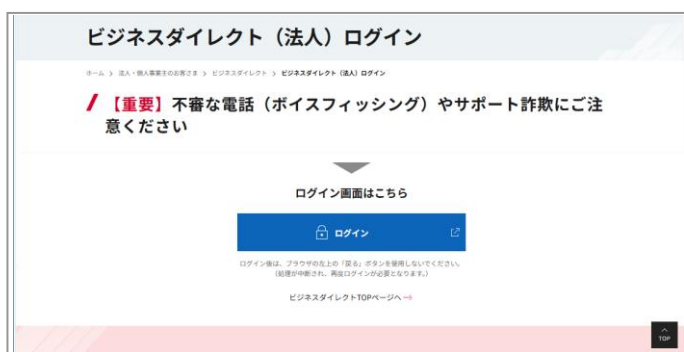 ビジネスダイレクト（法人）ログイン
ホーム > 法人・個人事業主のお客さま > ビジネスダイレクト > ビジネスダイレクト（法人）ログイン
【重要】不審な電話（ボイスフィッシング）やサポート詐欺にご注
意ください
ログイン画面はこちら
ログイン
ログイン後は、ブラウザの左上の「戻る」ボタンを使用しないでください。
（処理が中断され、再度ログインが必要となります。）
ビジネスダイレクトTOPページへ
TOP